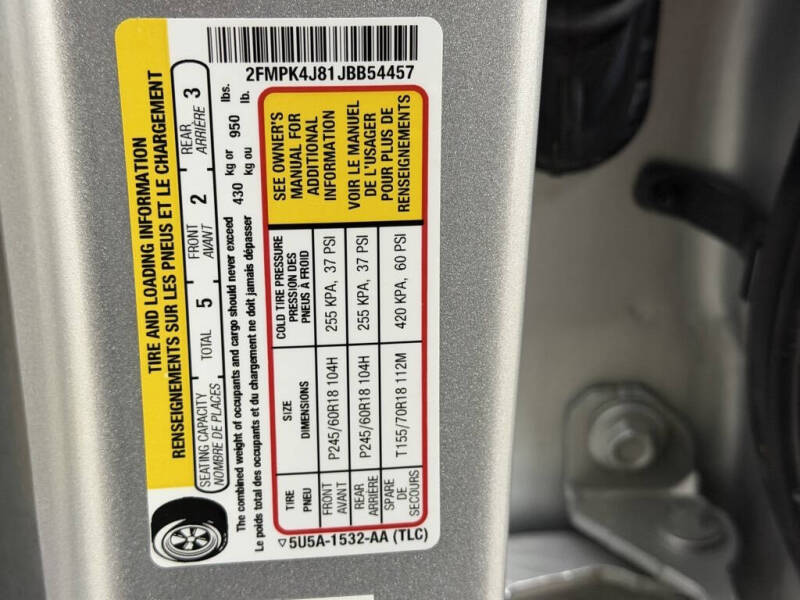 2FMPK4J81JBB54457
TIRE AND LOADING INFORMATION
RENSEIGNEMENTS SUR LES PNEUS ET LE CHARGEMENT
SEATING CAPACITY TOTAL 5 FRONT 2 REAR 3
NOMBRE DE PLACES AVANT ARRIÈRE
The combined weight of occupants and cargo should never exceed 430 kg or 950 lbs.
Le poids total des occupants et du chargement ne doit jamais dépasser kg ou lb.
TIRE SIZE COLD TIRE PRESSURE
PNEU DIMENSIONS PRESSION DES
PNEUS À FROID
FRONT P245/60R18 104H 255 KPA, 37 PSI
AVANT
REAR P245/60R18 104H 255 KPA, 37 PSI
ARRIÈRE
SPARE T155/70R18 112M 420 KPA, 60 PSI
DE
SECOURS
SEE OWNER'S
MANUAL FOR
ADDITIONAL
INFORMATION
VOIR LE MANUEL
DE L'USAGER
POUR PLUS DE
RENSEIGNEMENTS
▽5U5A-1532-AA (TLC)